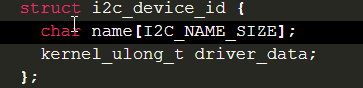 struct i2c_device_id {
char name[I2C_NAME_SIZE];
kernel_ulong_t driver_data;
};